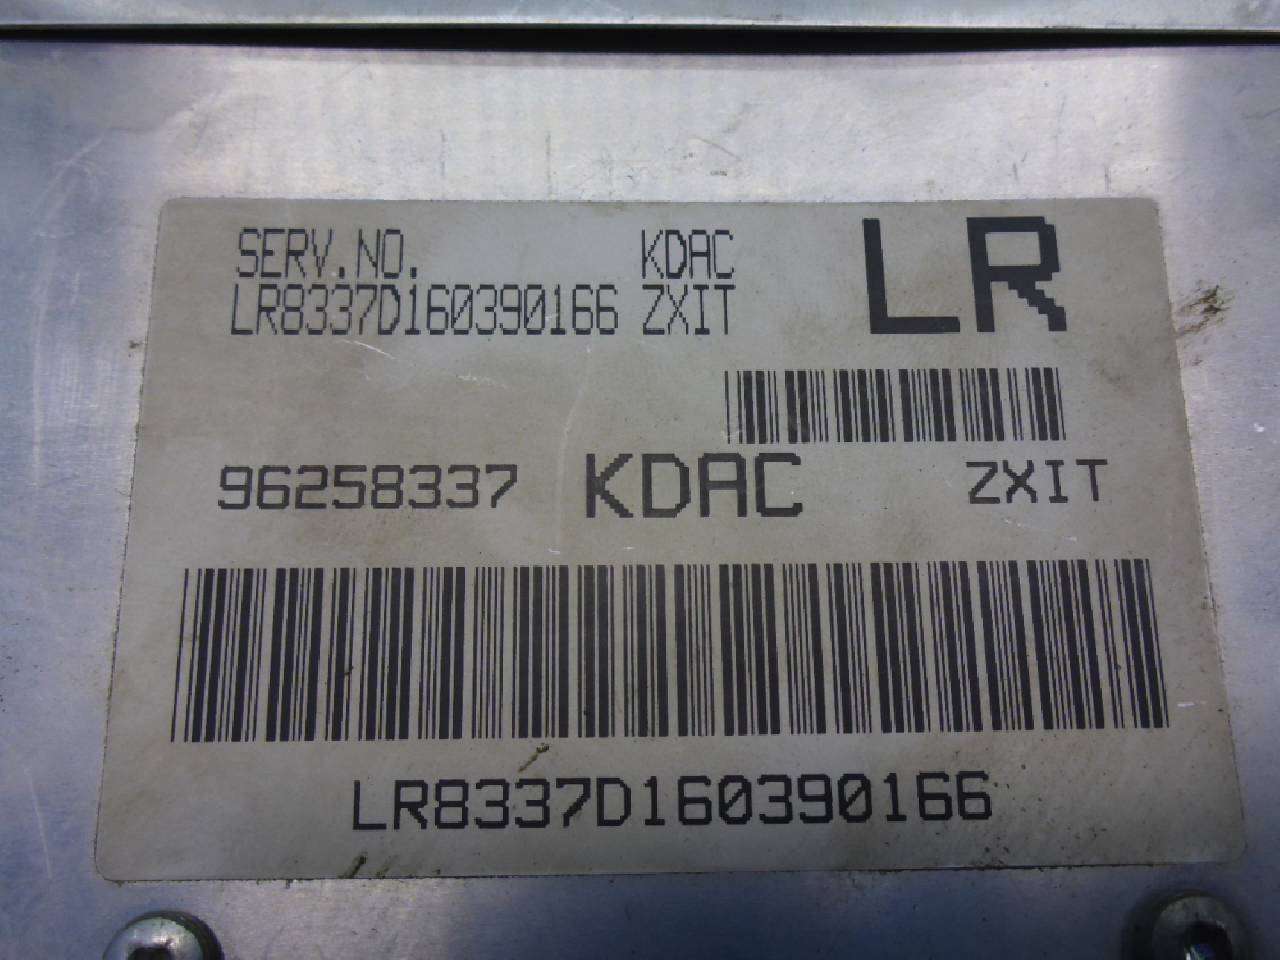 SERV.NO. KDAC LR
LR8337D160390166 ZXIT
96258337 KDAC ZXIT
LR8337D160390166